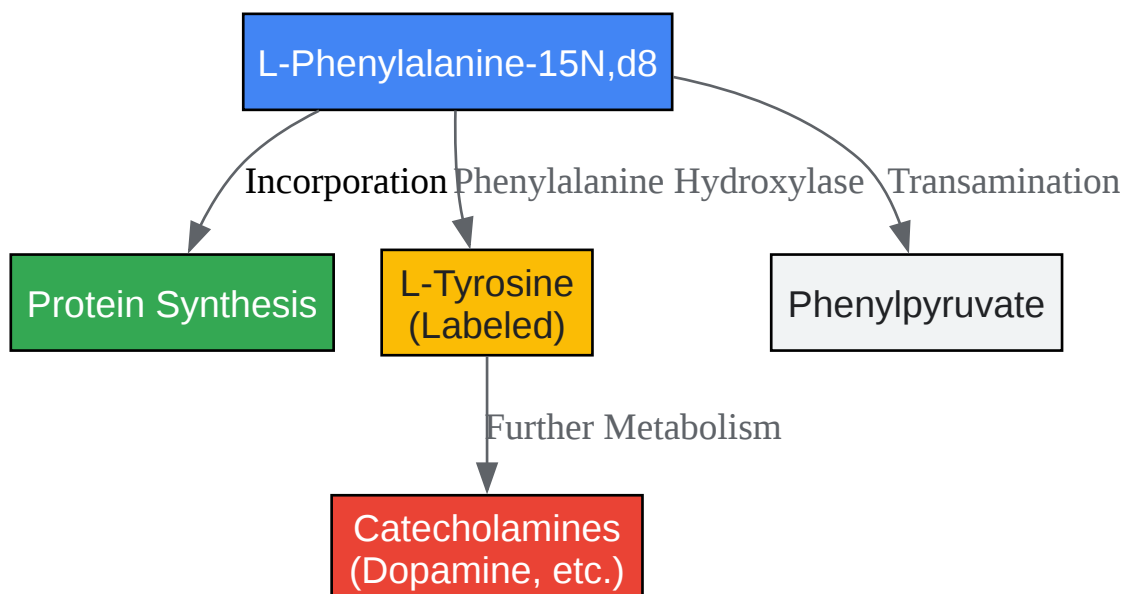 L-Phenylalanine-15N,d8
Incorporation
Phenylalanine Hydroxylase
Transamination
Protein Synthesis
L-Tyrosine
(Labeled)
Phenylpyruvate
Further Metabolism
Catecholamines
(Dopamine, etc.)